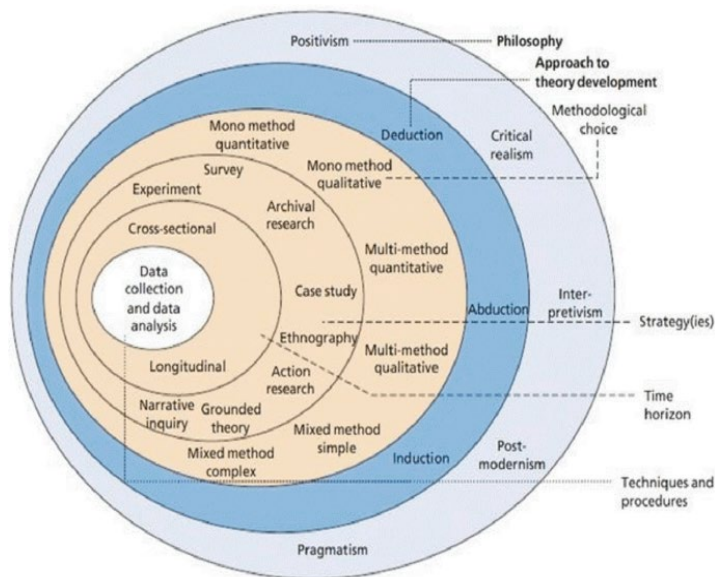 Positivism
Philosophy
Approach to
theory development
Methodological
choice
Deduction
Critical
realism
Mono method
quantitative
Mono method
qualitative
Survey
Experiment
Archival
research
Cross-sectional
Multi-method
quantitative
Data
collection
and data
analysis
Case study
Inter-
pretivism
Abduction
Strategy(ies)
Ethnography
Multi-method
qualitative
Longitudinal
Action
research
Time
horizon
Narrative
inquiry
Grounded
theory
Mixed method
simple
Mixed method
complex
Induction
Post-
modernism
Techniques and
procedures
Pragmatism